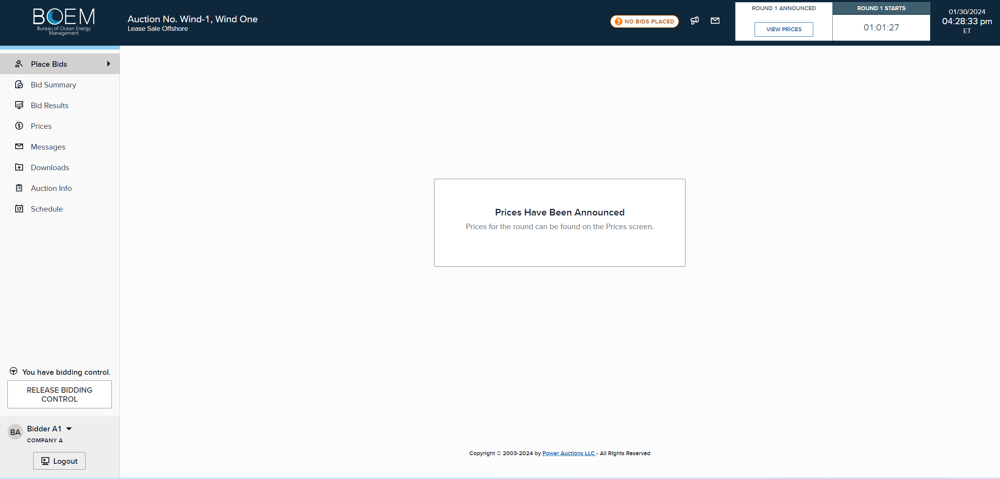 BOEM
Bureau of Ocean Energy
Management
Auction No. Wind-1, Wind One
Lease Sale Offshore
? NO BIDS PLACED
ROUND 1 ANNOUNCED
VIEW PRICES
ROUND 1 STARTS
01:01:27
01/30/2024
04:28:33 pm
ET
Place Bids
Bid Summary
Bid Results
Prices
Messages
Downloads
Auction Info
17 Schedule
Prices Have Been Announced
Prices for the round can be found on the Prices screen.
You have bidding control.
RELEASE BIDDING
CONTROL
BA
Bidder A1
COMPANY A
Logout
Copyright © 2003-2024 by Power Auctions LLC • All Rights Reserved